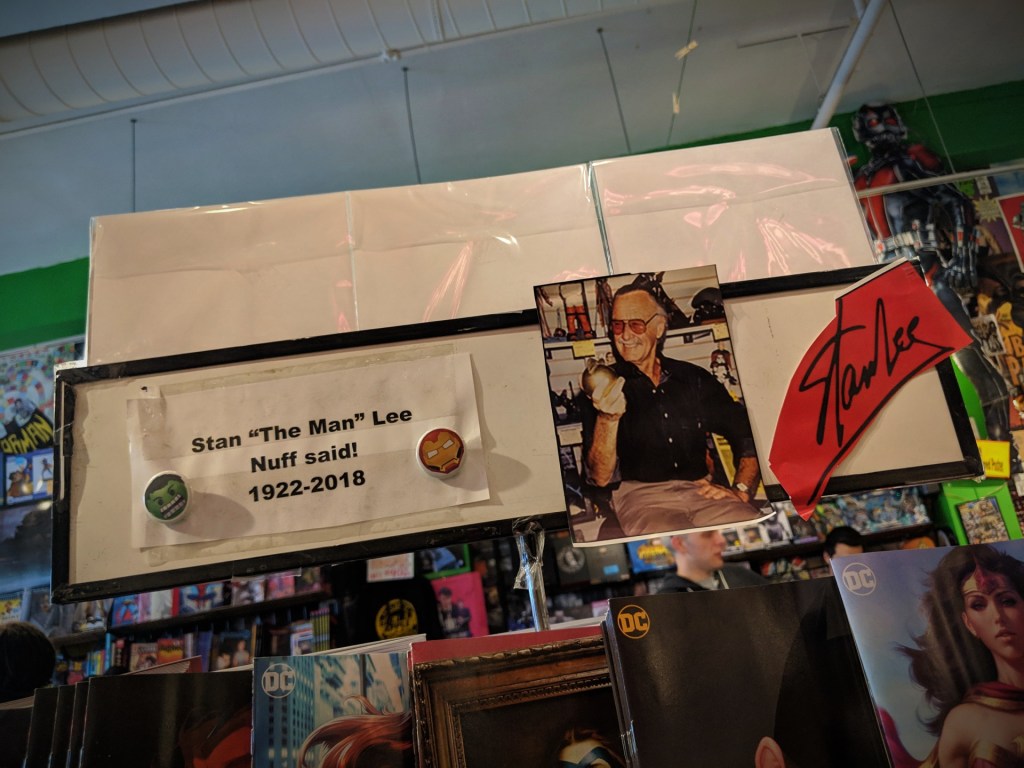 Stan “The Man” Lee
Nuff said!
1922-2018
Stan Lee
DC
DC
DC